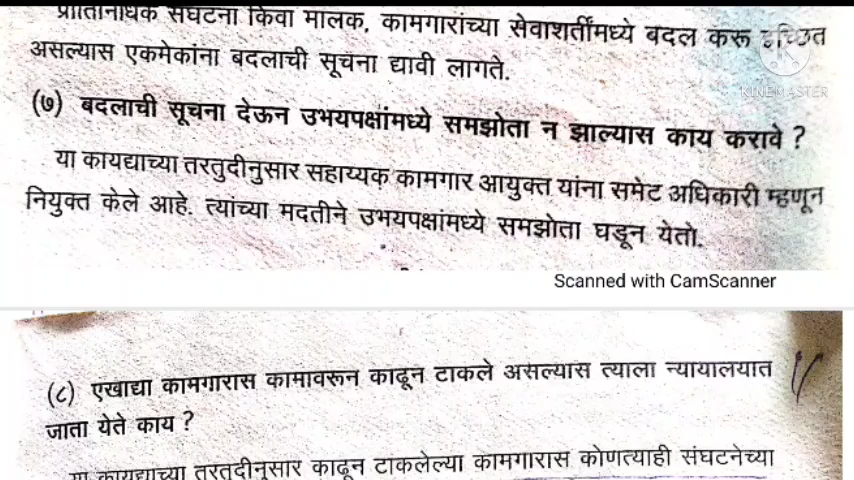 प्रातिनिधिक संघटना किंवा मालक, कामगारांच्या सेवाशर्तींमध्ये बदल करू इच्छित
असल्यास एकमेकांना बदलाची सूचना द्यावी लागते.
KINEMASTER
(७) बदलाची सूचना देऊन उभयपक्षांमध्ये समझोता न झाल्यास काय करावे ?
या कायद्याच्या तरतुदीनुसार सहाय्यक कामगार आयुक्त यांना समेट अधिकारी म्हणून
नियुक्त केले आहे. त्यांच्या मदतीने उभयपक्षांमध्ये समझोता घडून येतो.
Scanned with CamScanner
(८) एखाद्या कामगारास कामावरून काढून टाकले असल्यास त्याला न्यायालयात
जाता येते काय ?
या कायद्याच्या तरतुदीनुसार काढून टाकलेल्या कामगारास कोणत्याही संघटनेच्या